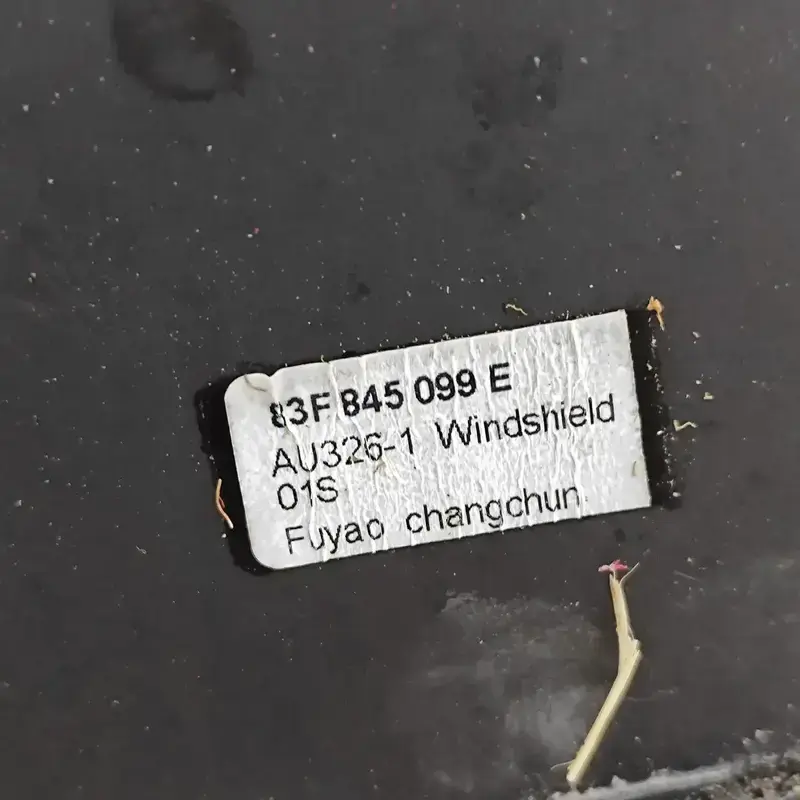 83F 845 099 E
AU326-1 Windshield
01S
Fuyao changchun